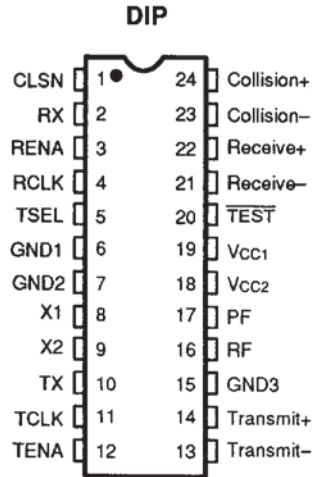 DIP
CLSN 1 24 Collision+
RX 2 23 Collision–
RENA 3 22 Receive+
RCLK 4 21 Receive–
TSEL 5 20 TEST
GND1 6 19 VCC1
GND2 7 18 VCC2
X1 8 17 PF
X2 9 16 RF
TX 10 15 GND3
TCLK 11 14 Transmit+
TENA 12 13 Transmit–